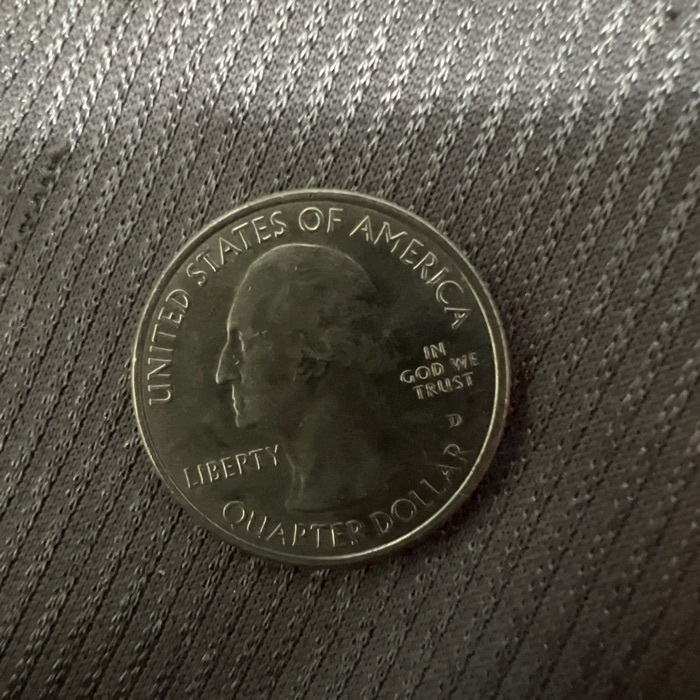 UNITED STATES OF AMERICA
IN
GOD WE
TRUST
D
LIBERTY
QUARTER DOLLAR